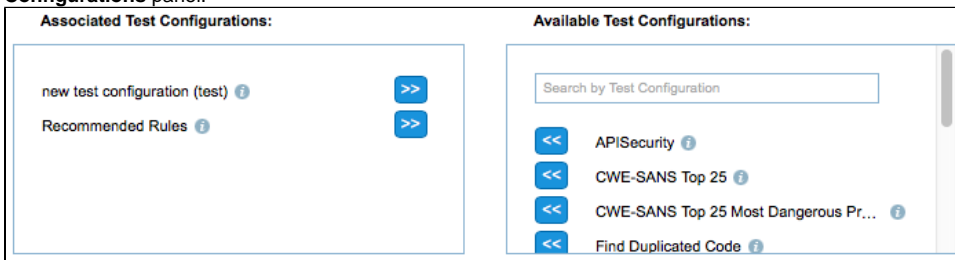 Configurations panel.
Associated Test Configurations:
Available Test Configurations:
new test configuration (test)
>>
Recommended Rules
>>
Search by Test Configuration
<< APISecurity
<< CWE-SANS Top 25
<< CWE-SANS Top 25 Most Dangerous Pr...
<< Find Duplicated Code